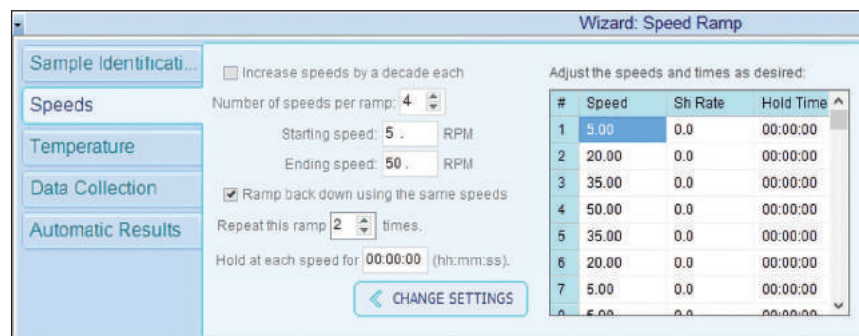 Wizard: Speed Ramp
Sample Identificati...
Speeds
Temperature
Data Collection
Automatic Results
Increase speeds by a decade each
Number of speeds per ramp: 4
Starting speed: 5 . RPM
Ending speed: 50 . RPM
Ramp back down using the same speeds
Repeat this ramp 2 times.
Hold at each speed for 00:00:00 (hh:mm:ss).
CHANGE SETTINGS
Adjust the speeds and times as desired:
# Speed Sh Rate Hold Time
1 5.00 0.0 00:00:00
2 20.00 0.0 00:00:00
3 35.00 0.0 00:00:00
4 50.00 0.0 00:00:00
5 35.00 0.0 00:00:00
6 20.00 0.0 00:00:00
7 5.00 0.0 00:00:00